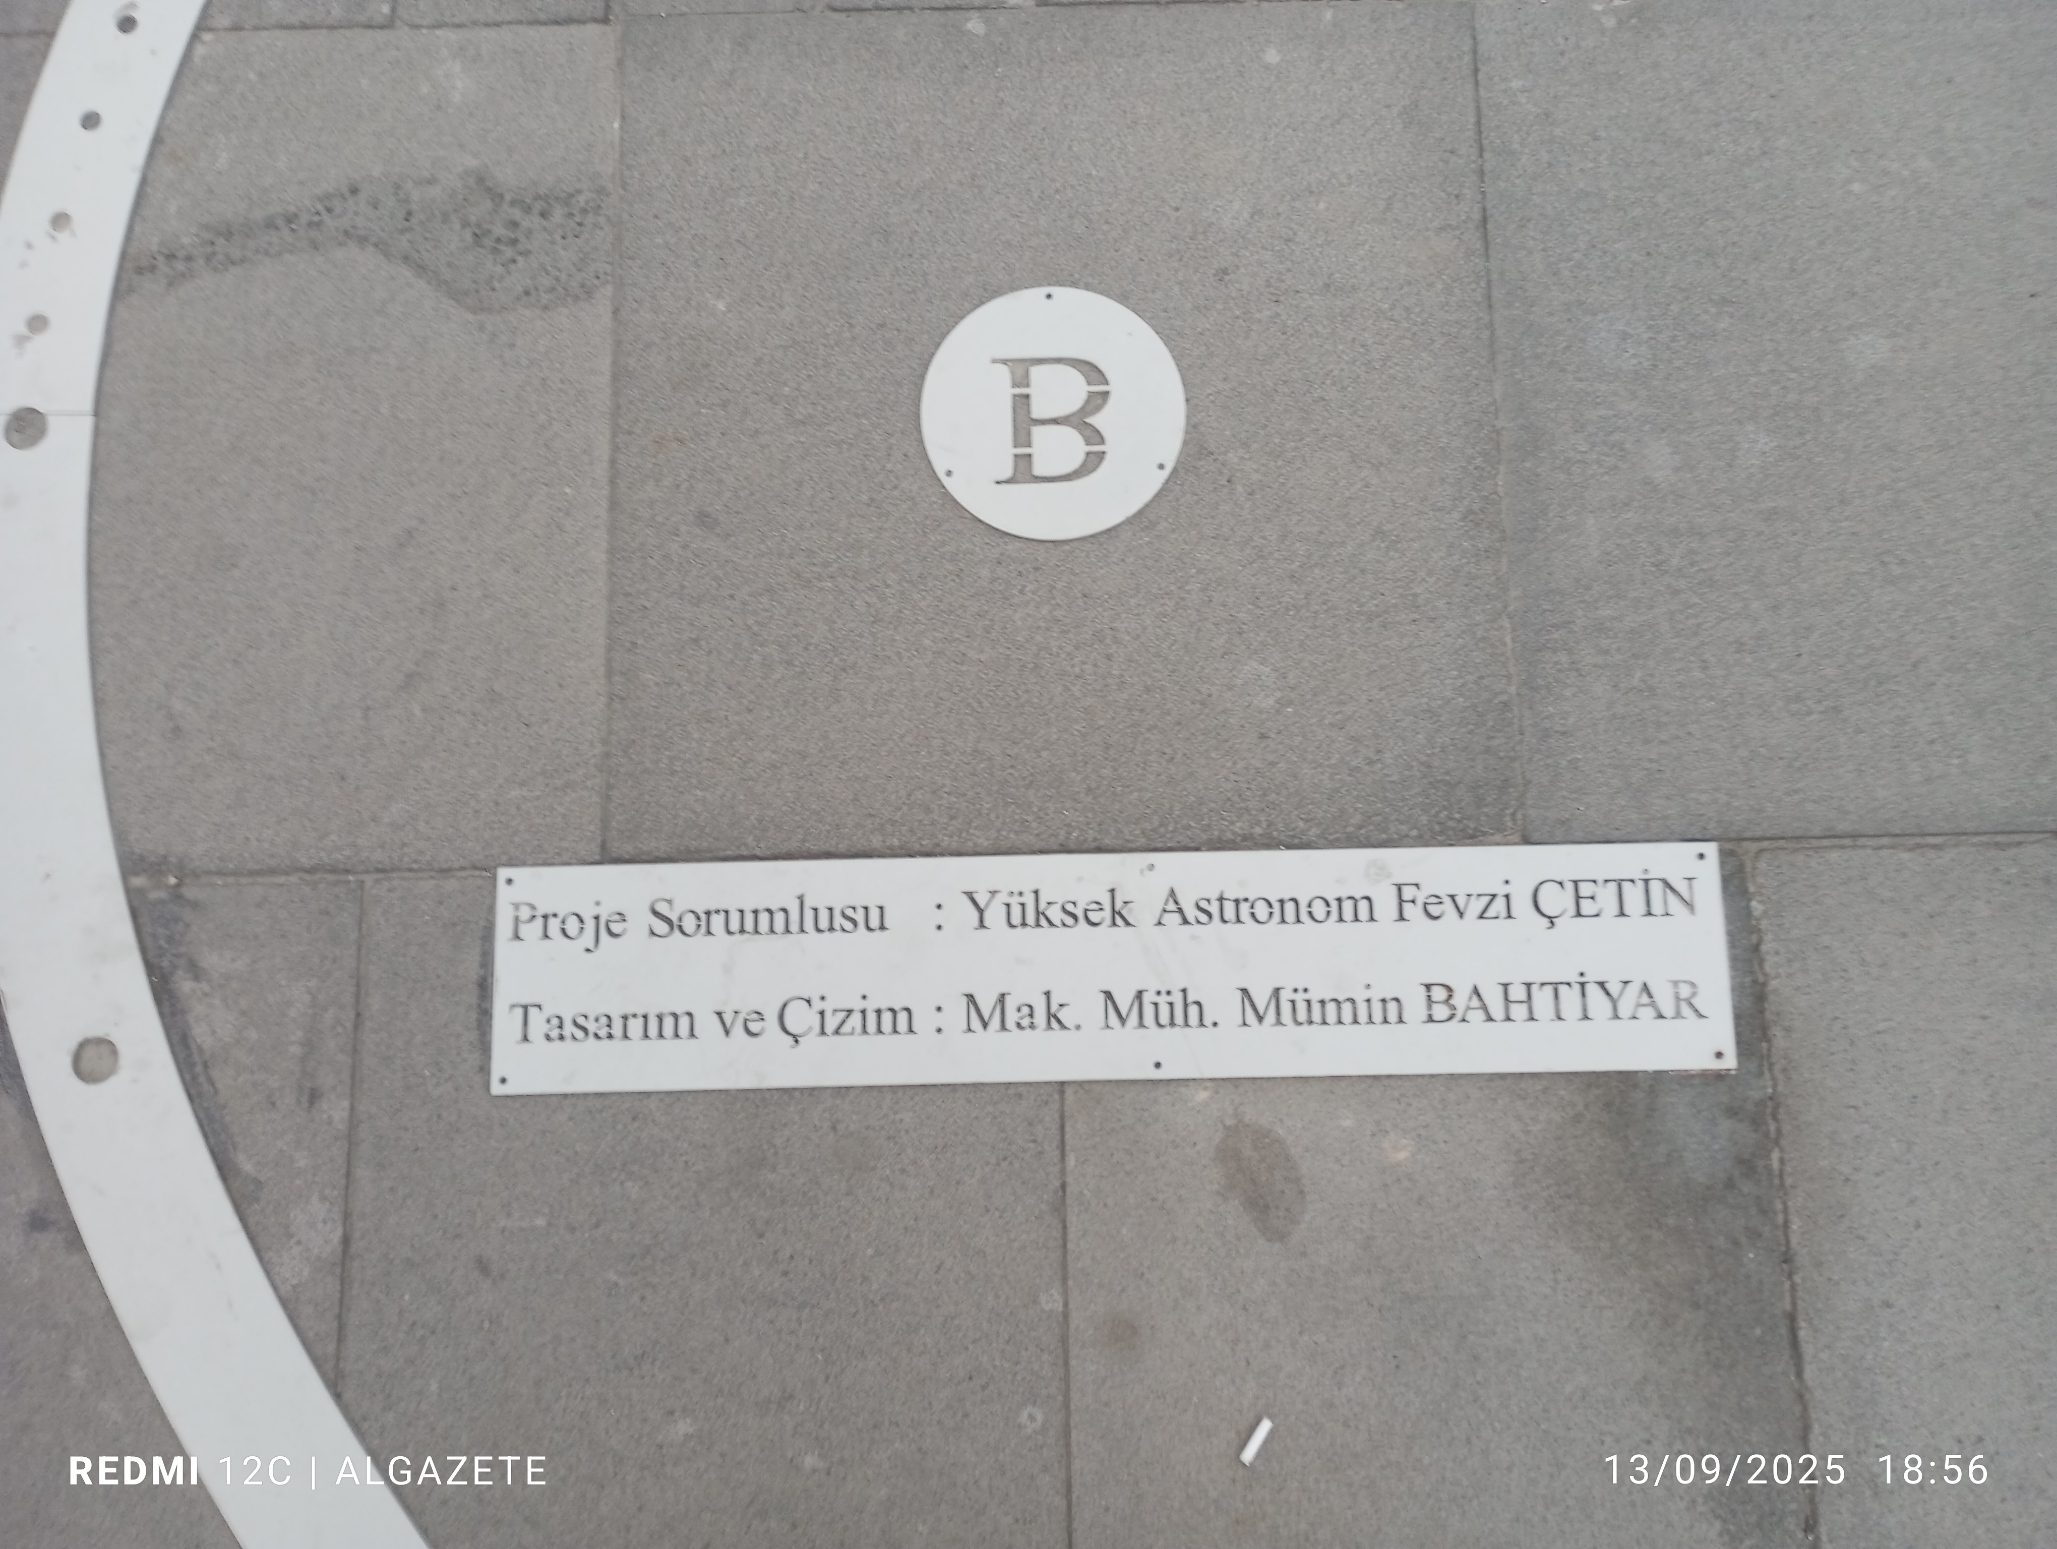 B
Proje Sorumlusu : Yüksek Astronom Fevzi ÇETİN
Tasarım ve Çizim : Mak. Müh. Mümin BAHTİYAR
REDMI 12C | ALGAZETE
13/09/2025 18:56